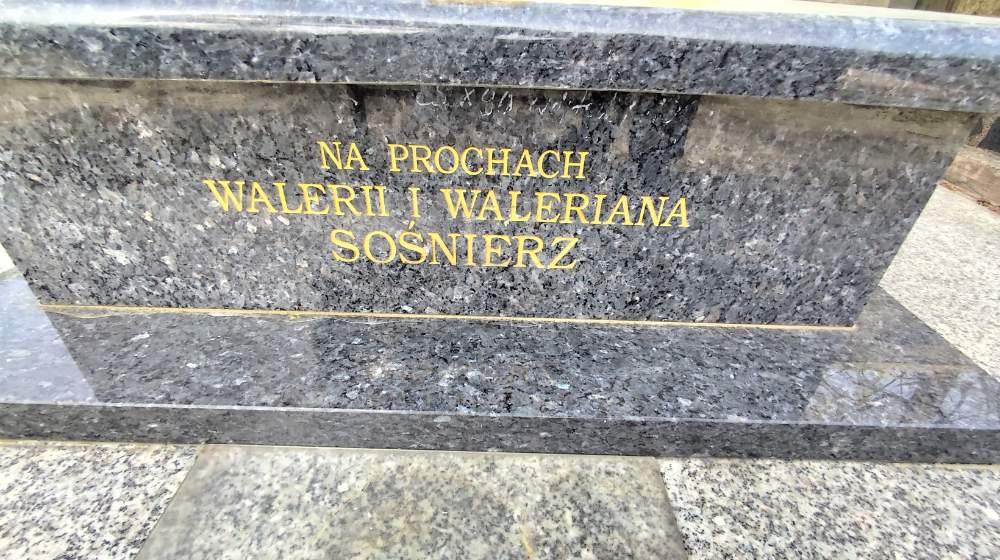 NA PROCHACH
WALERII I WALERIANA
SOŚNIERZ